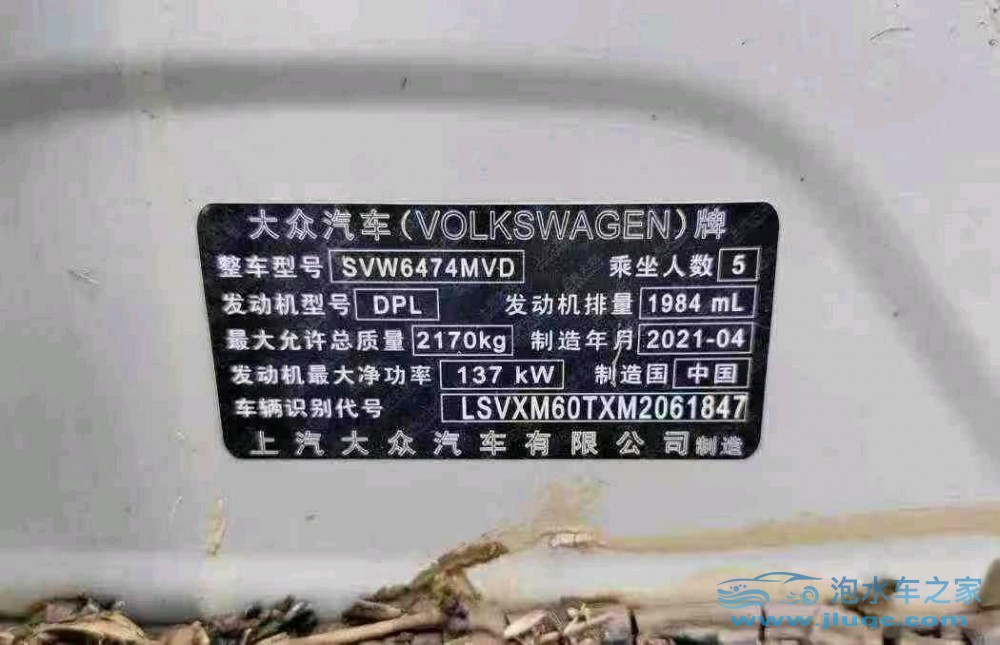 大众汽车(VOLKSWAGEN)牌
整车型号 SVW6474MVD 乘坐人数 5
发动机型号 DPL 发动机排量 1984 mL
最大允许总质量 2170kg 制造年月 2021-04
发动机最大净功率 137 kW 制造国 中国
车辆识别代号 LSVXM60TXM2061847
上汽大众汽车有限公司制造
泡水车之家
www.jluqc.com